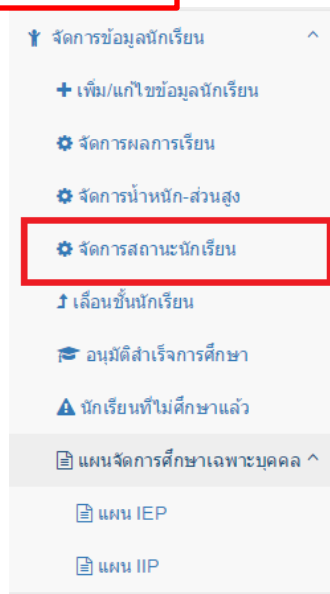 จัดการข้อมูลนักเรียน
เพิ่ม/แก้ไขข้อมูลนักเรียน
จัดการผลการเรียน
จัดการน้ำหนัก-ส่วนสูง
จัดการสถานะนักเรียน
เลื่อนชั้นนักเรียน
อนุมัติสำเร็จการศึกษา
นักเรียนที่ไม่ศึกษาแล้ว
แผนจัดการศึกษาเฉพาะบุคคล
แผน IEP
แผน IIP